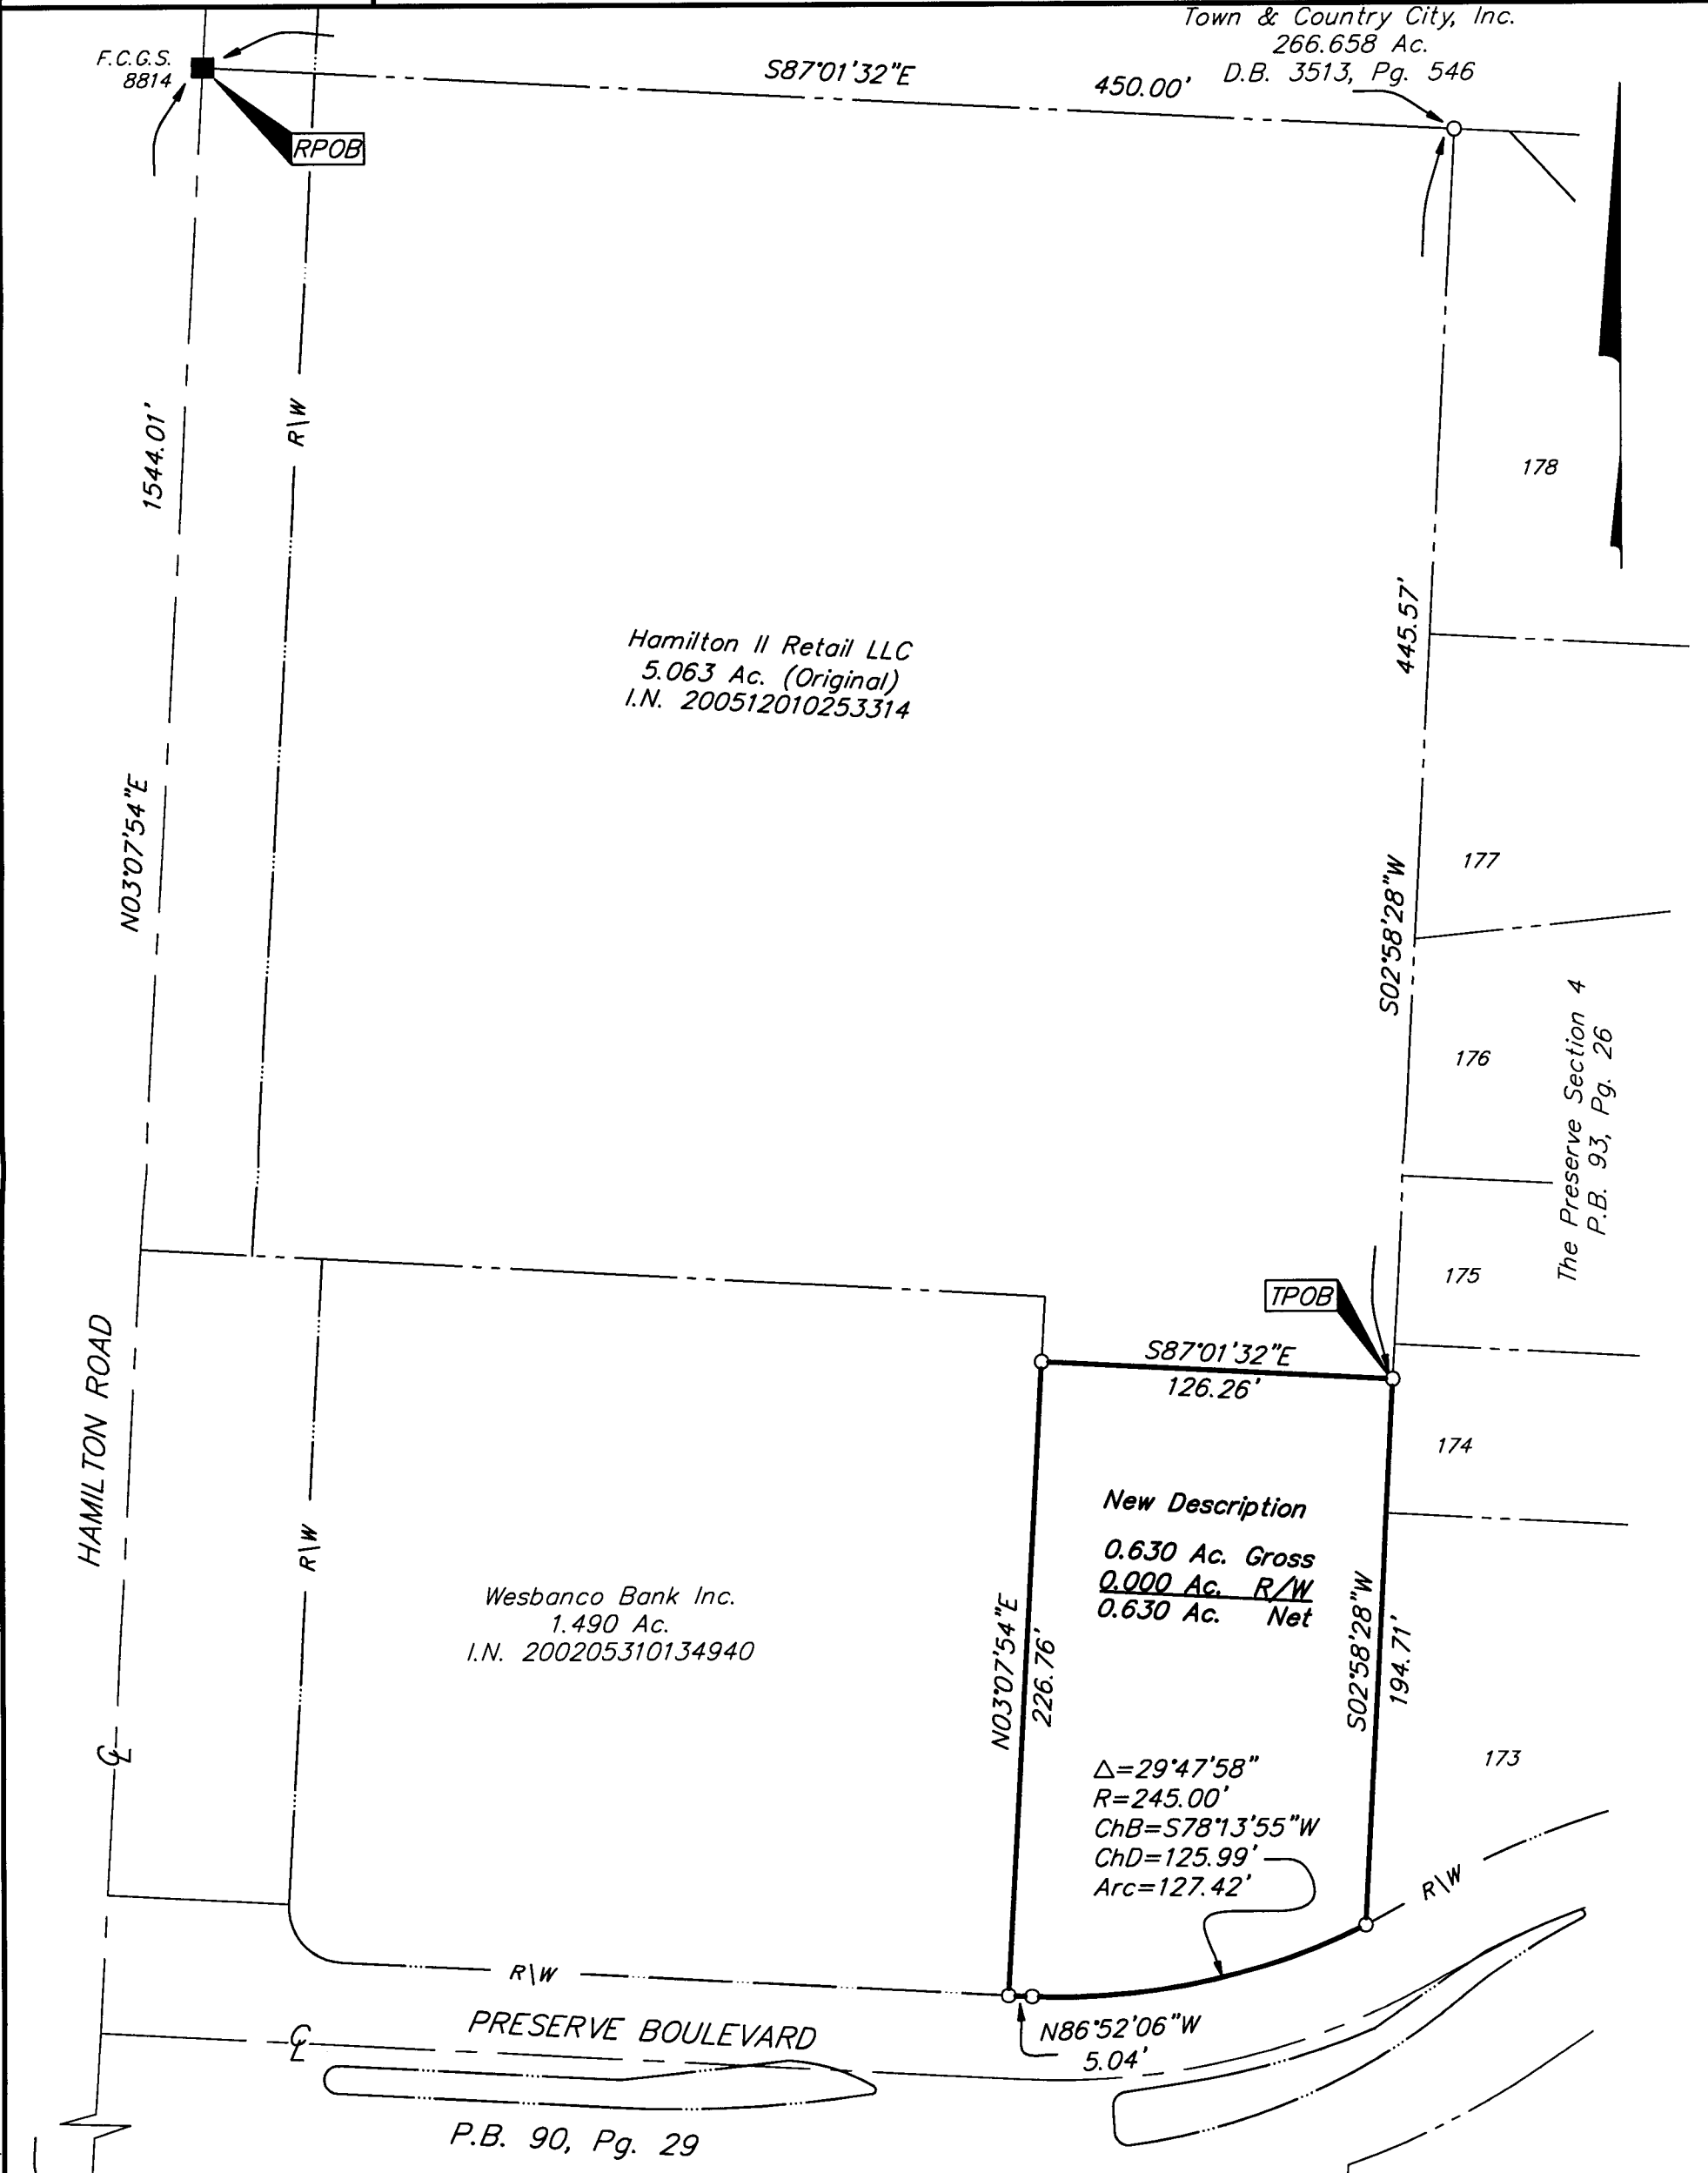 Town & Country City, Inc.
266.658 Ac.
D.B. 3513, Pg. 546
F.C.G.S.
8814
S87°01'32"E
450.00'
RPOB
R\W
1544.01'
178
445.57'
Hamilton II Retail LLC
5.063 Ac. (Original)
I.N. 200512010253314
N03°07'54"E
177
S02°58'28"W
176
The Preserve Section 4
P.B. 93, Pg. 26
175
TPOB
HAMILTON ROAD
S87°01'32"E
126.26'
174
New Description
0.630 Ac. Gross
0.000 Ac. R/W
0.630 Ac. Net
R\W
Wesbanco Bank Inc.
1.490 Ac.
I.N. 200205310134940
N03°07'54"E
226.76'
S02°58'28"W
194.71'
173
Δ=29°47'58"
R=245.00'
ChB=S78°13'55"W
ChD=125.99'
Arc=127.42'
CL
R\W
R\W
N86°52'06"W
5.04'
PRESERVE BOULEVARD
CL
P.B. 90, Pg. 29